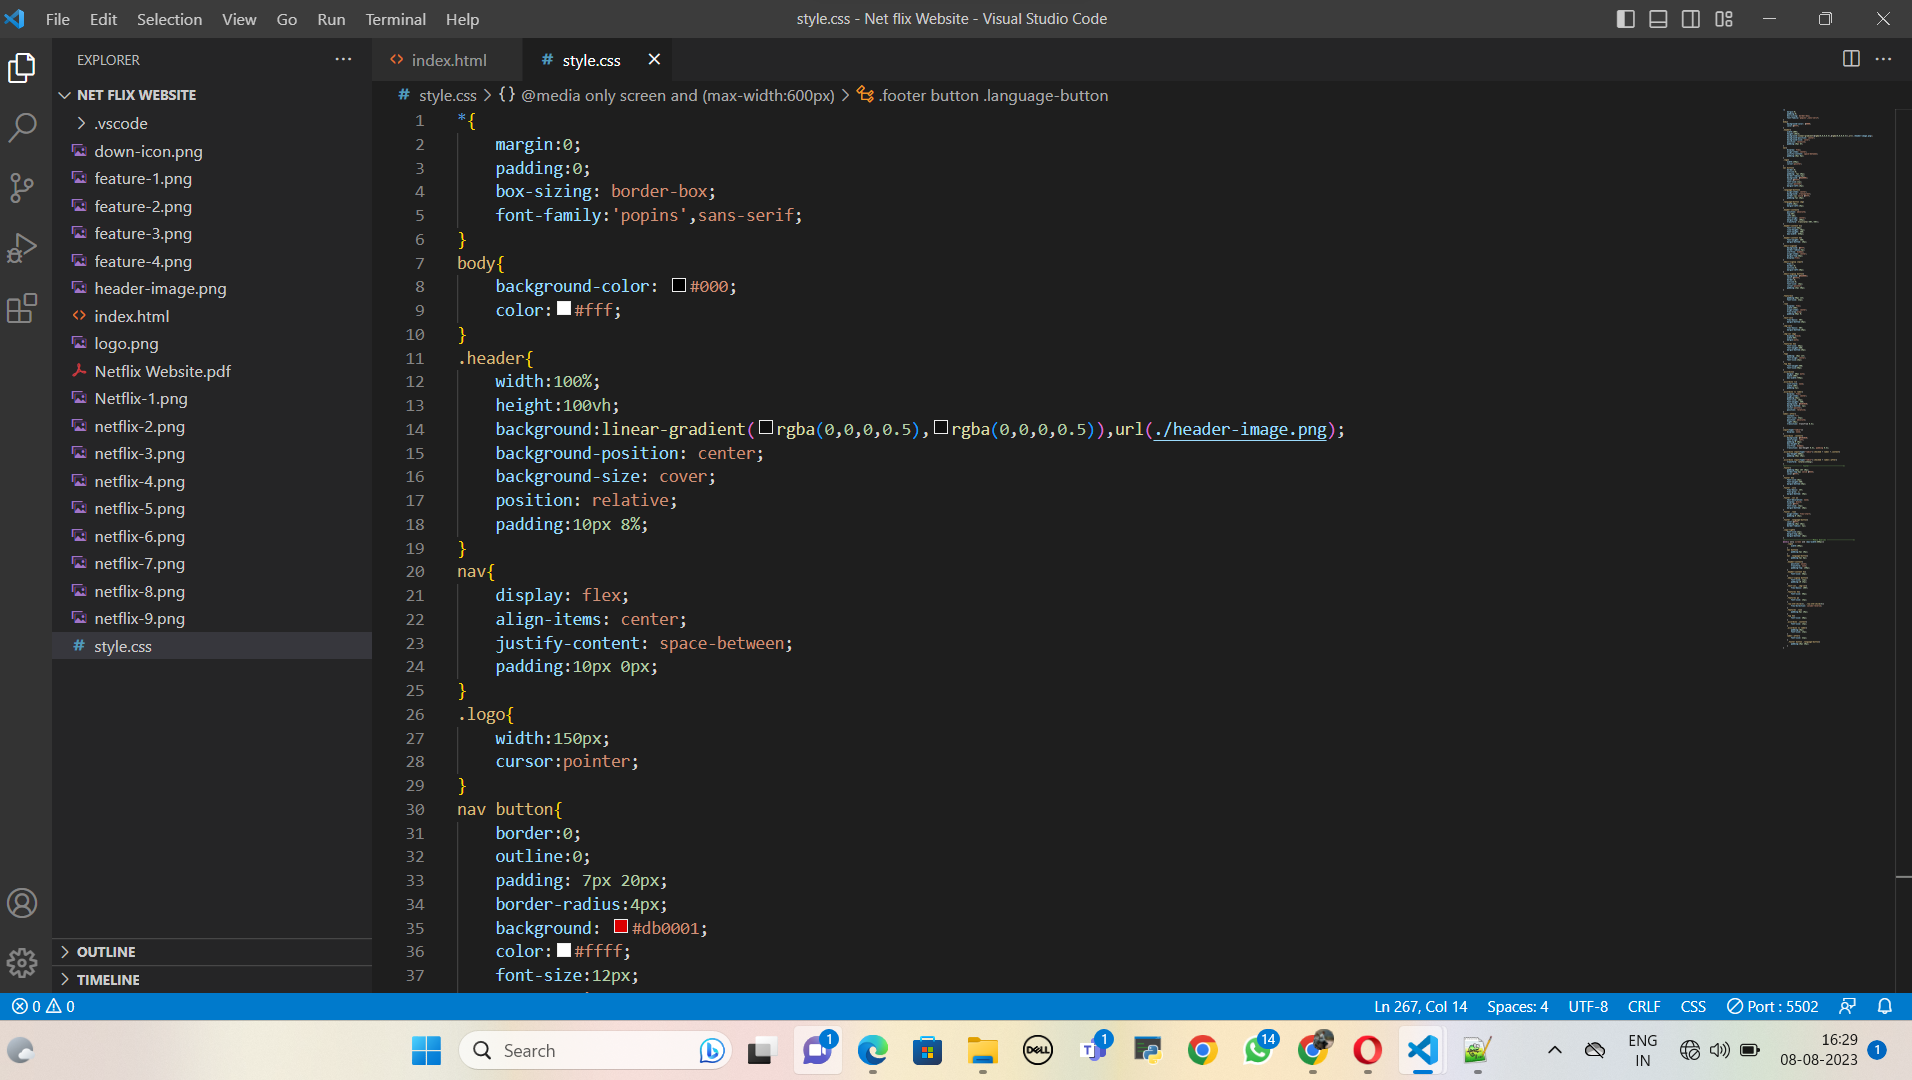 File Edit Selection View Go Run Terminal Help
style.css - Net flix Website - Visual Studio Code
EXPLORER
index.html
# style.css
NET FLIX WEBSITE
# style.css > {} @media only screen and (max-width:600px) > .footer button .language-button
.vscode
down-icon.png
feature-1.png
feature-2.png
feature-3.png
feature-4.png
header-image.png
index.html
logo.png
Netflix Website.pdf
Netflix-1.png
netflix-2.png
netflix-3.png
netflix-4.png
netflix-5.png
netflix-6.png
netflix-7.png
netflix-8.png
netflix-9.png
# style.css
OUTLINE
TIMELINE
1 *{
2 margin:0;
3 padding:0;
4 box-sizing: border-box;
5 font-family:'popins',sans-serif;
6 }
7 body{
8 background-color: #000;
9 color: #fff;
10 }
11 .header{
12 width:100%;
13 height:100vh;
14 background:linear-gradient(rgba(0,0,0,0.5),rgba(0,0,0,0.5)),url(./header-image.png);
15 background-position: center;
16 background-size: cover;
17 position: relative;
18 padding:10px 8%;
19 }
20 nav{
21 display: flex;
22 align-items: center;
23 justify-content: space-between;
24 padding:10px 0px;
25 }
26 .logo{
27 width:150px;
28 cursor:pointer;
29 }
30 nav button{
31 border:0;
32 outline:0;
33 padding: 7px 20px;
34 border-radius:4px;
35 background: #db0001;
36 color: #ffff;
37 font-size:12px;
0 0
Ln 267, Col 14 Spaces: 4 UTF-8 CRLF CSS Port : 5502
Search
1
DELL
1
14
ENG
IN
16:29
08-08-2023
1